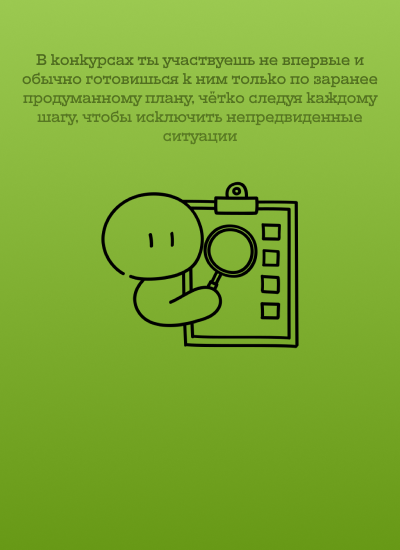 В конкурсах ты участвуешь не впервые и
обычно готовишься к ним только по заранее
продуманному плану, чётко следуя каждому
шагу, чтобы исключить непредвиденные
ситуации